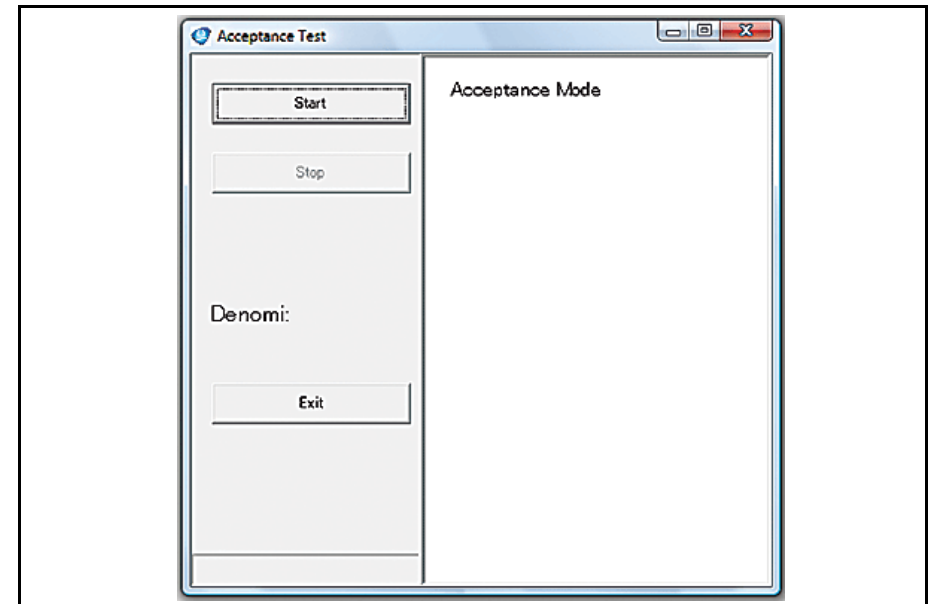 Acceptance Test
Start
Stop
Denomi:
Exit
Acceptance Mode